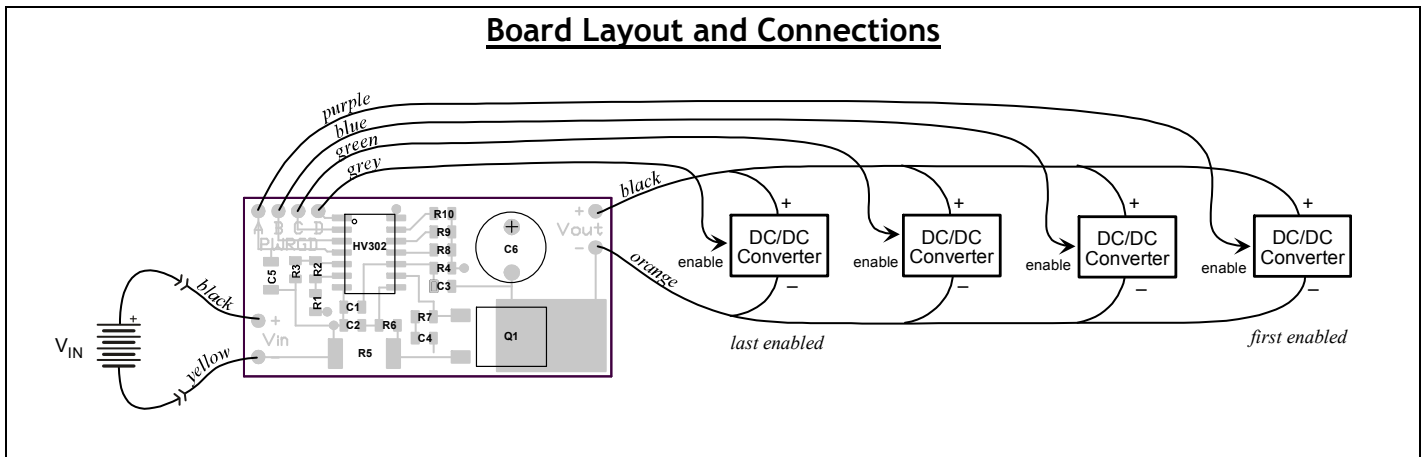 Board Layout and Connections
purple
blue
green
grey
black
A B C D
PWRGD
HV302
R10
R9
R8
R4
C3
C6
+
Vout
-
C5
R3
R2
R1
C1
C2
R6
R7
C4
R5
Q1
+
Vin
-
black
yellow
+
VIN
orange
+
DC/DC
Converter
enable
–
+
DC/DC
Converter
enable
–
+
DC/DC
Converter
enable
–
+
DC/DC
Converter
enable
–
last enabled
first enabled